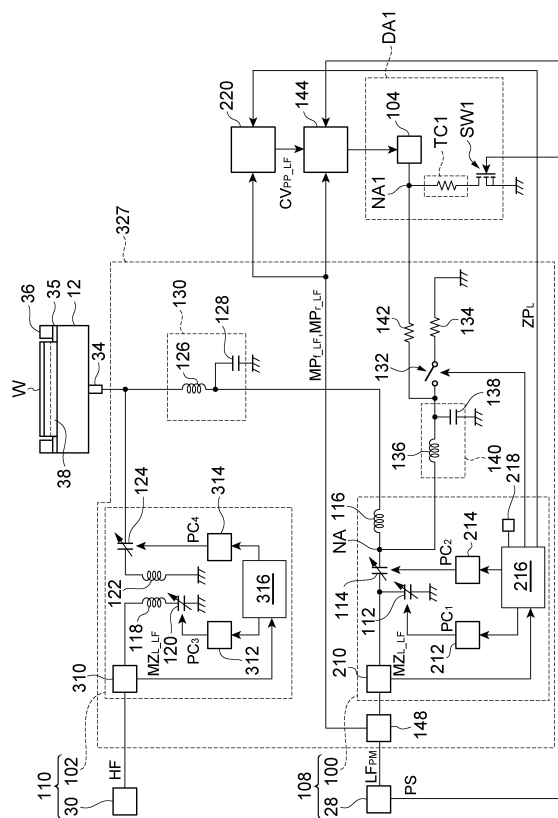 327
W
36
35
12
38
34
130
126
128
220
144
CVPP_LF
104
DA1
TC1
SW1
NA1
142
132
134
136
138
140
ZPL
MPf_LF,MPr_LF
124
122
118
120
314
PC4
316
PC3
312
MZL_LF
310
102
110
30
HF
116
NA
114
112
PC2
214
218
216
PC1
212
MZL_LF
210
148
LFPM
100
108
28
PS